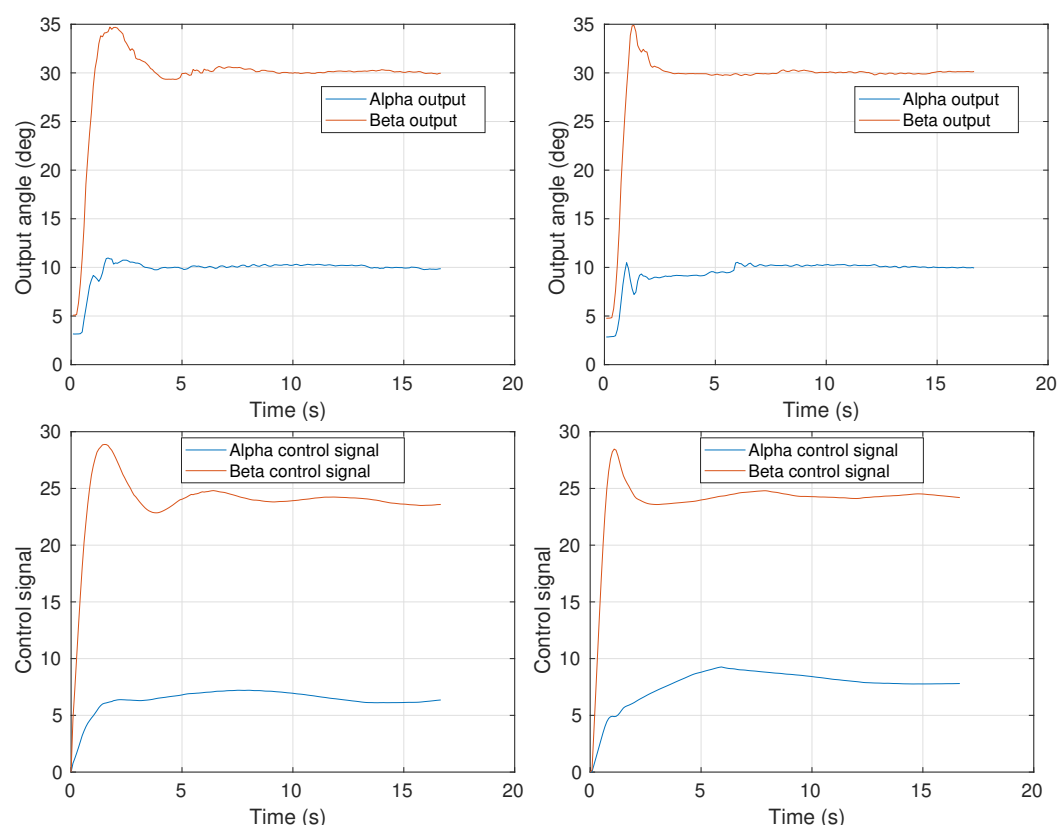 35
30
25
20
15
10
5
0
Output angle (deg)
Alpha output
Beta output
0 5 10 15 20
Time (s)
35
30
25
20
15
10
5
0
Output angle (deg)
Alpha output
Beta output
0 5 10 15 20
Time (s)
30
25
20
15
10
5
0
Control signal
Alpha control signal
Beta control signal
0 5 10 15 20
Time (s)
30
25
20
15
10
5
0
Control signal
Alpha control signal
Beta control signal
0 5 10 15 20
Time (s)